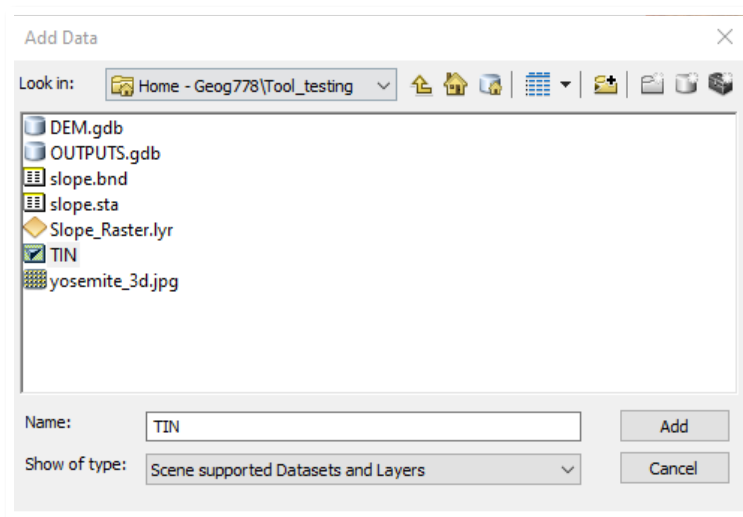 Add Data
Look in: Home - Geog778\Tool_testing
DEM.gdb
OUTPUTS.gdb
slope.bnd
slope.sta
Slope_Raster.lyr
TIN
yosemite_3d.jpg
Name: TIN Add
Show of type: Scene supported Datasets and Layers Cancel